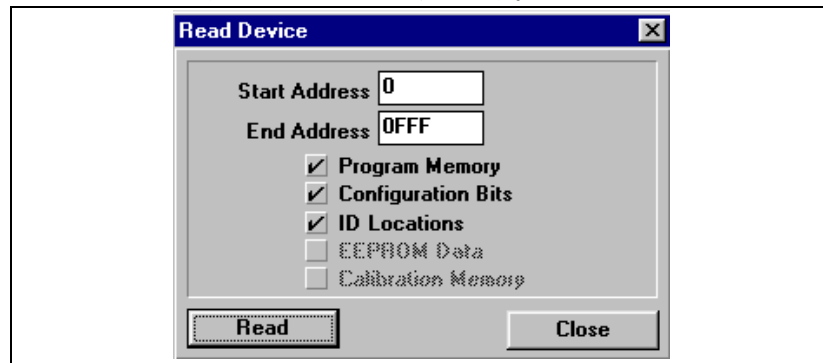 Read Device
Start Address 0
End Address 0FFF
Program Memory
Configuration Bits
ID Locations
EEPROM Data
Calibration Memory
Read Close